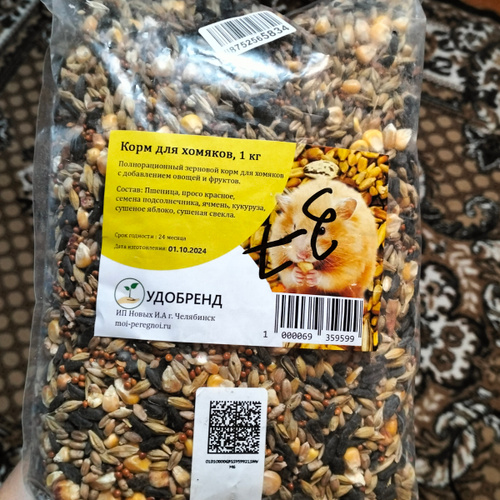 8752565834
Корм для хомяков, 1 кг
Полнорационный зерновой корм для хомяков
с добавлением овощей и фруктов.
Состав: Пшеница, просо красное,
семена подсолнечника, ячмень, кукуруза,
сушеное яблоко, сушеная свекла.
Срок годности - 24 месяца
Дата изготовления: 01.10.2024
УДОБРЕНД
ИП Новых И.А г. Челябинск
moi-peregnoi.ru
1 000069 359599